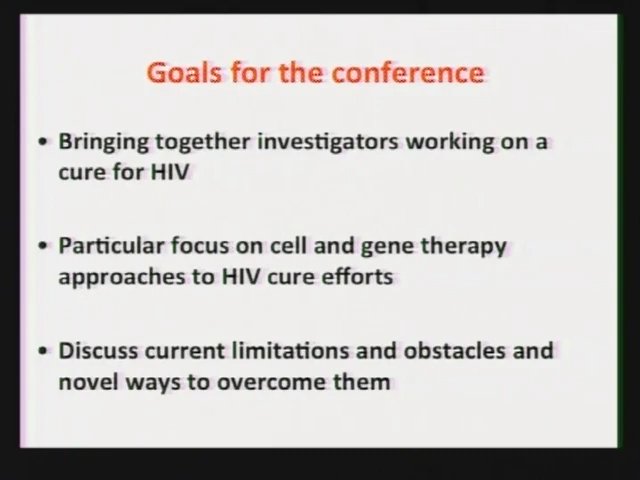 Goals for the conference
• Bringing together investigators working on a
cure for HIV
• Particular focus on cell and gene therapy
approaches to HIV cure efforts
• Discuss current limitations and obstacles and
novel ways to overcome them